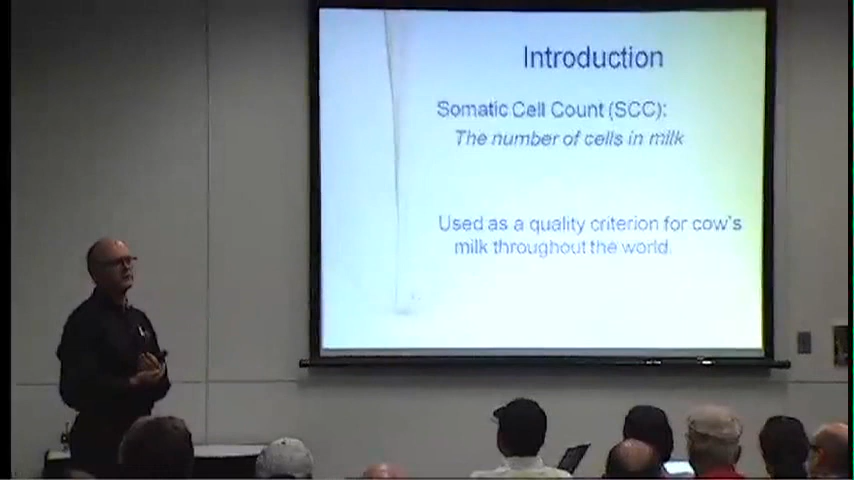 Introduction
Somatic Cell Count (SCC):
The number of cells in milk
Used as a quality criterion for cow's
milk throughout the world.